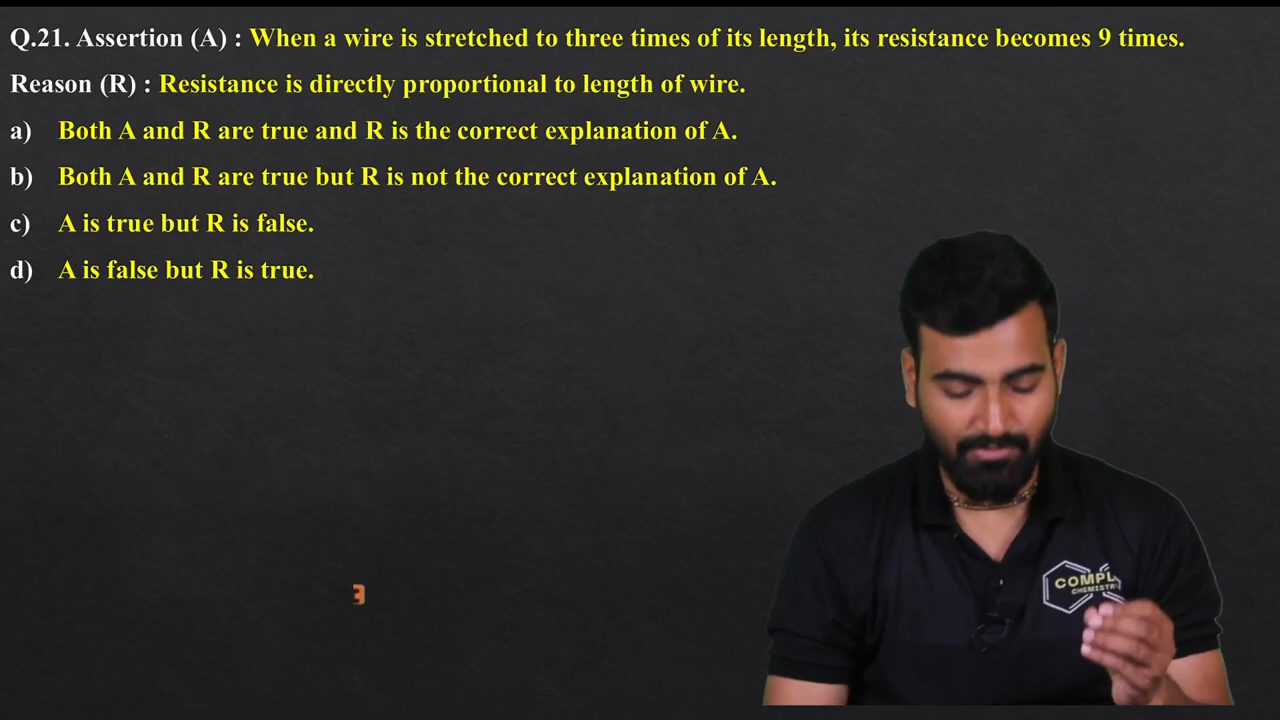 Q.21. Assertion (A) : When a wire is stretched to three times of its length, its resistance becomes 9 times.
Reason (R) : Resistance is directly proportional to length of wire.
a) Both A and R are true and R is the correct explanation of A.
b) Both A and R are true but R is not the correct explanation of A.
c) A is true but R is false.
d) A is false but R is true.
COMPL
CHEMISTR